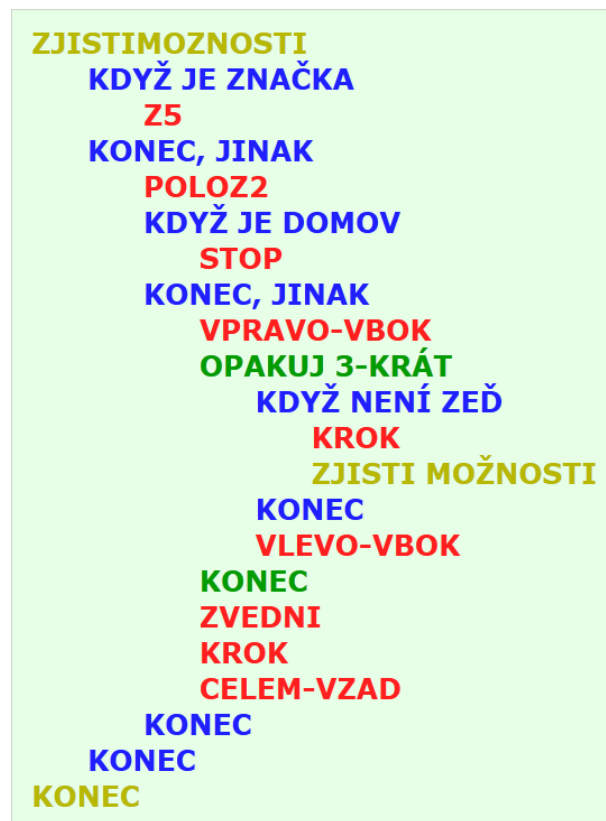 ZJISTIMOZNOSTI
KDYŽ JE ZNAČKA
Z5
KONEC, JINAK
POLOZ2
KDYŽ JE DOMOV
STOP
KONEC, JINAK
VPRAVO-VBOK
OPAKUJ 3-KRÁT
KDYŽ NENÍ ZEĎ
KROK
ZJISTI MOŽNOSTI
KONEC
VLEVO-VBOK
KONEC
ZVEDNI
KROK
CELEM-VZAD
KONEC
KONEC
KONEC